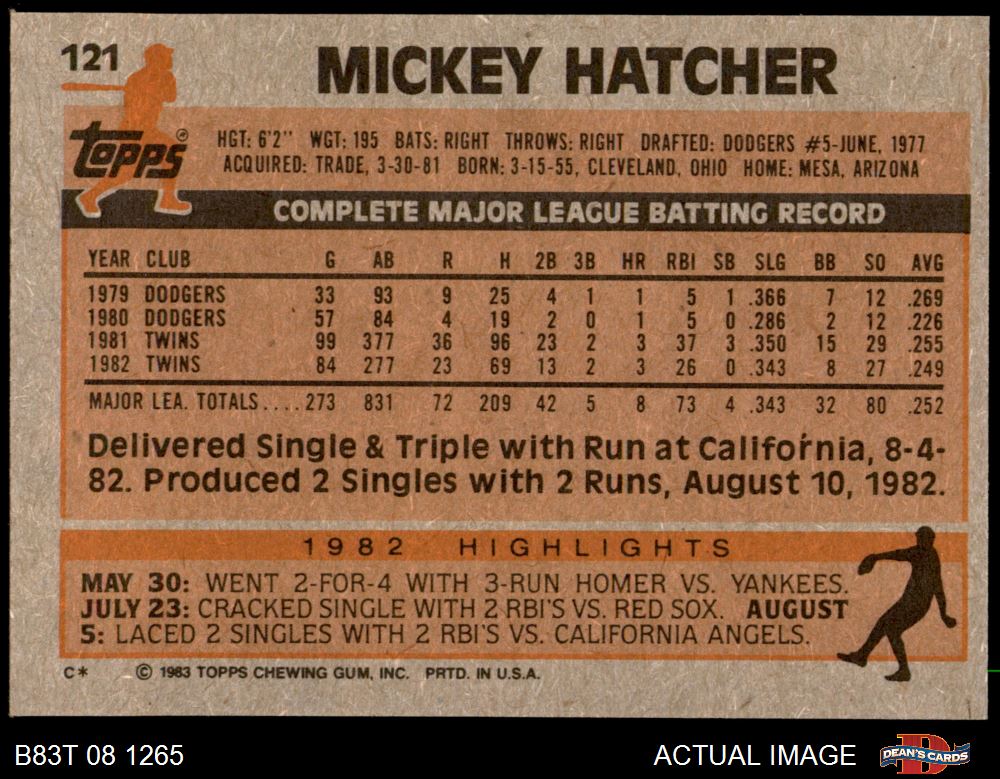 121
MICKEY HATCHER
topps®
HGT: 6'2" WGT: 195 BATS: RIGHT THROWS: RIGHT DRAFTED: DODGERS #5-JUNE, 1977
ACQUIRED: TRADE, 3-30-81 BORN: 3-15-55, CLEVELAND, OHIO HOME: MESA, ARIZONA
COMPLETE MAJOR LEAGUE BATTING RECORD
YEAR CLUB G AB R H 2B 3B HR RBI SB SLG BB SO AVG
1979 DODGERS 33 93 9 25 4 1 1 5 1 .366 7 12 .269
1980 DODGERS 57 84 4 19 2 0 1 5 0 .286 2 12 .226
1981 TWINS 99 377 36 96 23 2 3 37 3 .350 15 29 .255
1982 TWINS 84 277 23 69 13 2 3 26 0 .343 8 27 .249
MAJOR LEA. TOTALS....273 831 72 209 42 5 8 73 4 .343 32 80 .252
Delivered Single & Triple with Run at California, 8-4-
82. Produced 2 Singles with 2 Runs, August 10, 1982.
1982 HIGHLIGHTS
MAY 30: WENT 2-FOR-4 WITH 3-RUN HOMER VS. YANKEES.
JULY 23: CRACKED SINGLE WITH 2 RBI'S VS. RED SOX. AUGUST
5: LACED 2 SINGLES WITH 2 RBI'S VS. CALIFORNIA ANGELS.
C* © 1983 TOPPS CHEWING GUM, INC. PRTD. IN U.S.A.
B83T 08 1265 ACTUAL IMAGE D DEAN'S CARDS